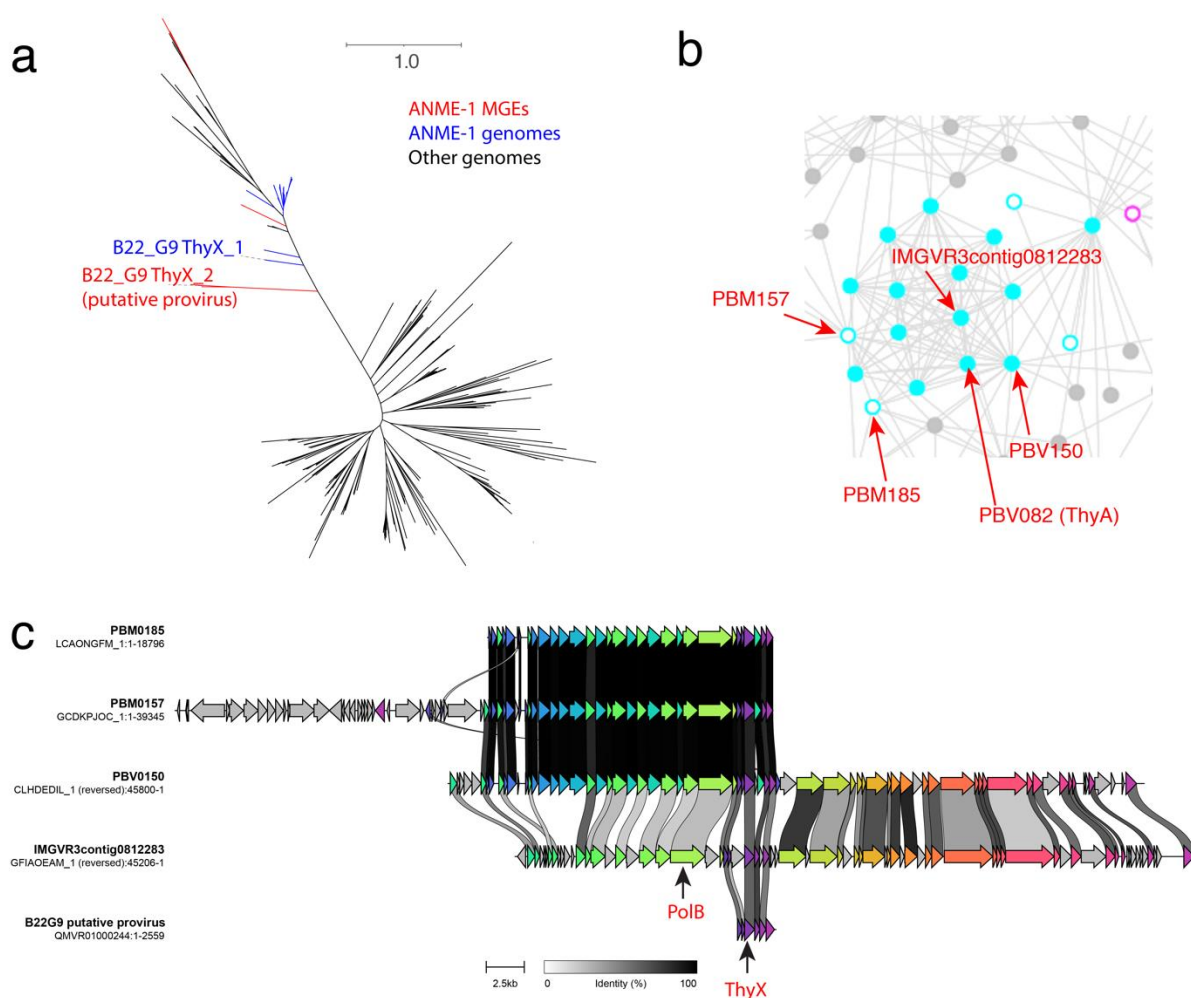 a
1.0
ANME-1 MGEs
ANME-1 genomes
Other genomes
B22_G9 ThyX_1
B22_G9 ThyX_2
(putative provirus)
b
IMGVR3contig0812283
PBM157
PBV150
PBM185
PBV082 (ThyA)
c
PBM0185
LCAONGFM_1:1-18796
PBM0157
GCDKPJOC_1:1-39345
PBV0150
CLHDEDIL_1 (reversed):45800-1
IMGVR3contig0812283
GFIAOEAM_1 (reversed):45206-1
PolB
B22G9 putative provirus
QMVR01000244:1-2559
2.5kb
0
Identity (%)
100
ThyX